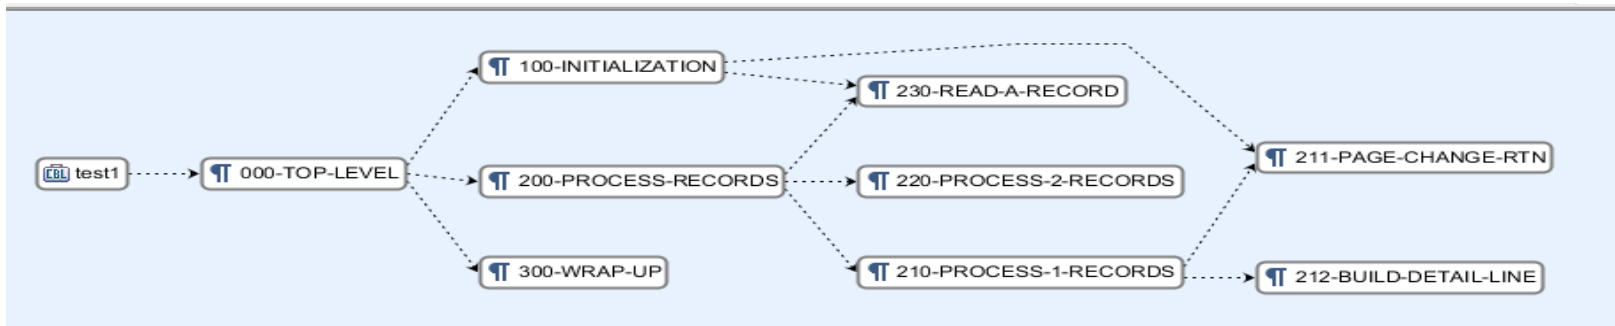 100-INITIALIZATION
230-READ-A-RECORD
211-PAGE-CHANGE-RTN
CBL test1
000-TOP-LEVEL
200-PROCESS-RECORDS
220-PROCESS-2-RECORDS
300-WRAP-UP
210-PROCESS-1-RECORDS
212-BUILD-DETAIL-LINE